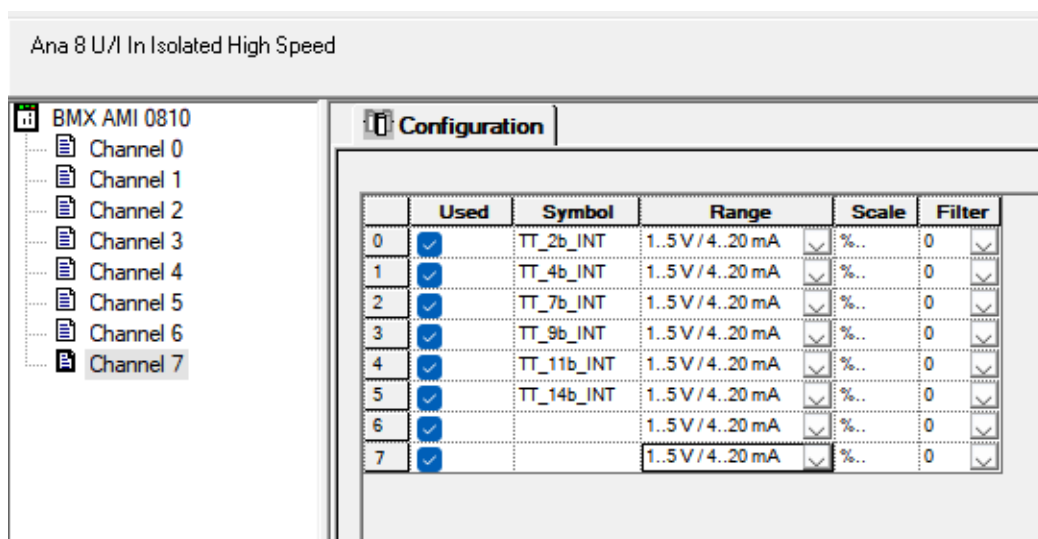 Ana 8 U/I In Isolated High Speed
BMX AMI 0810
Channel 0
Channel 1
Channel 2
Channel 3
Channel 4
Channel 5
Channel 6
Channel 7
Configuration
Used Symbol Range Scale Filter
0 TT_2b_INT 1..5 V / 4..20 mA %.. 0
1 TT_4b_INT 1..5 V / 4..20 mA %.. 0
2 TT_7b_INT 1..5 V / 4..20 mA %.. 0
3 TT_9b_INT 1..5 V / 4..20 mA %.. 0
4 TT_11b_INT 1..5 V / 4..20 mA %.. 0
5 TT_14b_INT 1..5 V / 4..20 mA %.. 0
6 1..5 V / 4..20 mA %.. 0
7 1..5 V / 4..20 mA %.. 0